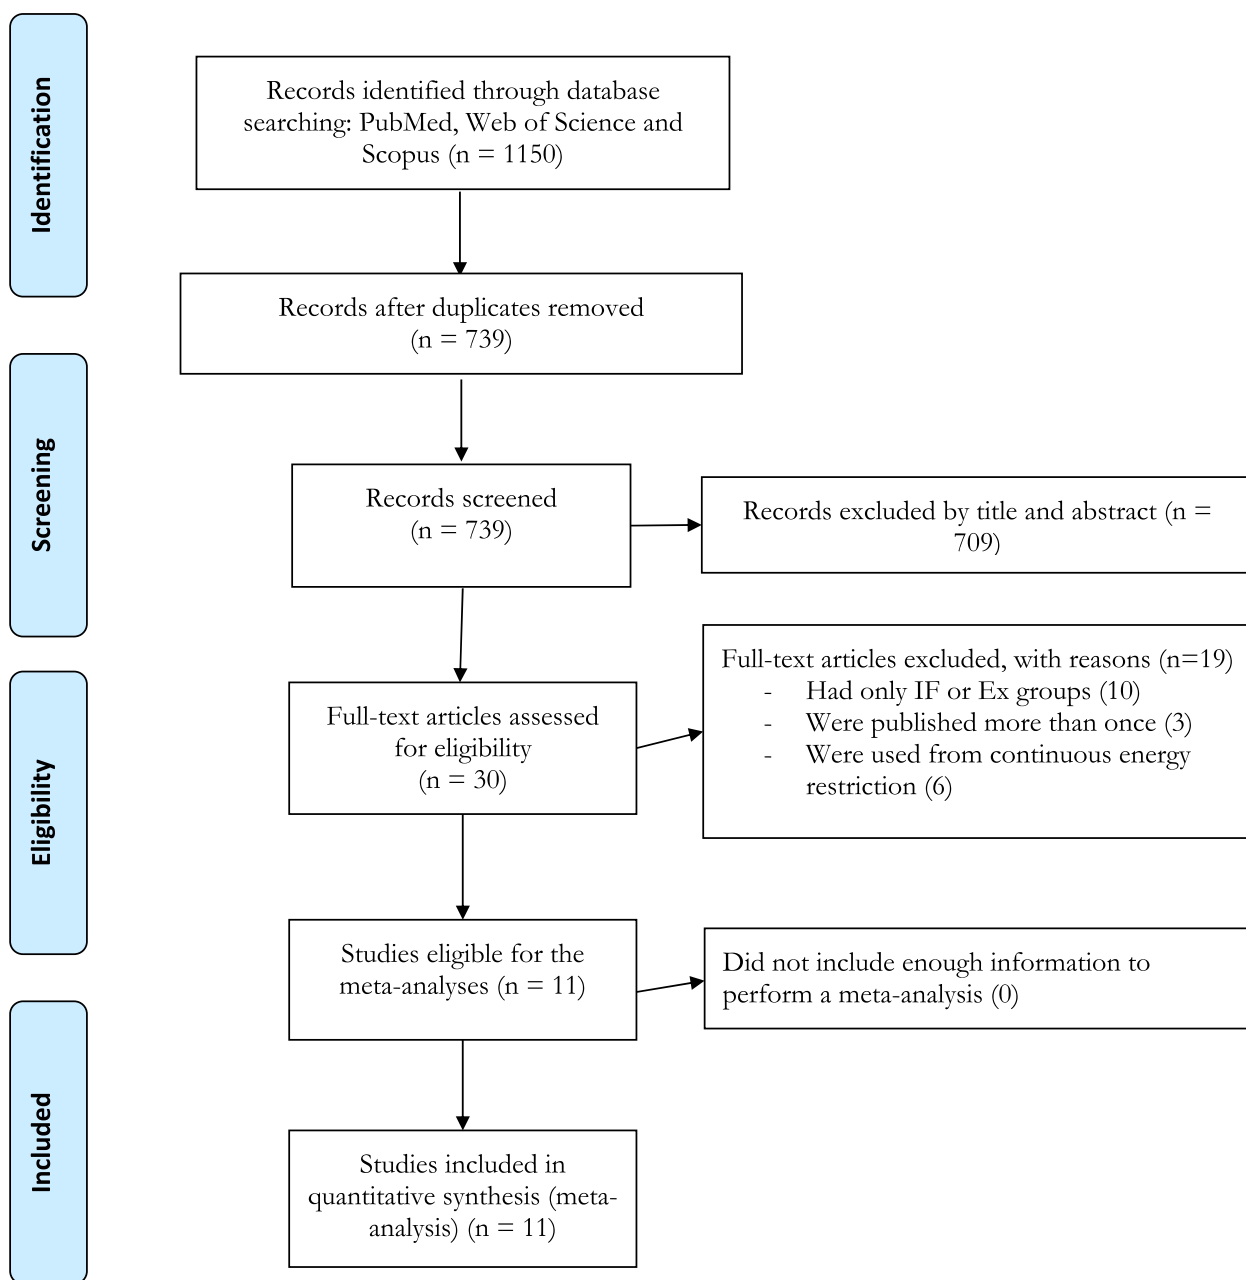 Identification
Records identified through database
searching: PubMed, Web of Science and
Scopus (n = 1150)
Records after duplicates removed
(n = 739)
Screening
Records screened
(n = 739)
Records excluded by title and abstract (n =
709)
Eligibility
Full-text articles assessed
for eligibility
(n = 30)
Full-text articles excluded, with reasons (n=19)
- Had only IF or Ex groups (10)
- Were published more than once (3)
- Were used from continuous energy
restriction (6)
Studies eligible for the
meta-analyses (n = 11)
Did not include enough information to
perform a meta-analysis (0)
Included
Studies included in
quantitative synthesis (meta-
analysis) (n = 11)